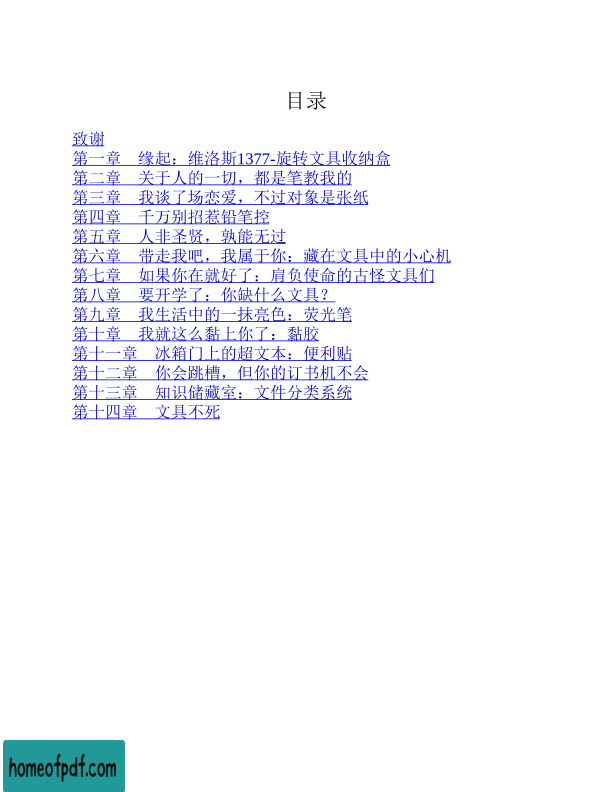 目录
致谢
第一章　缘起：维洛斯1377-旋转文具收纳盒
第二章　关于人的一切，都是笔教我的
第三章　我谈了场恋爱，不过对象是张纸
第四章　千万别招惹铅笔控
第五章　人非圣贤，孰能无过
第六章　带走我吧，我属于你：藏在文具中的小心机
第七章　如果你在就好了：肩负使命的古怪文具们
第八章　要开学了：你缺什么文具？
第九章　我生活中的一抹亮色：荧光笔
第十章　我就这么黏上你了：黏胶
第十一章　冰箱门上的超文本：便利贴
第十二章　你会跳槽，但你的订书机不会
第十三章　知识储藏室：文件分类系统
第十四章　文具不死
homeofpdf.com